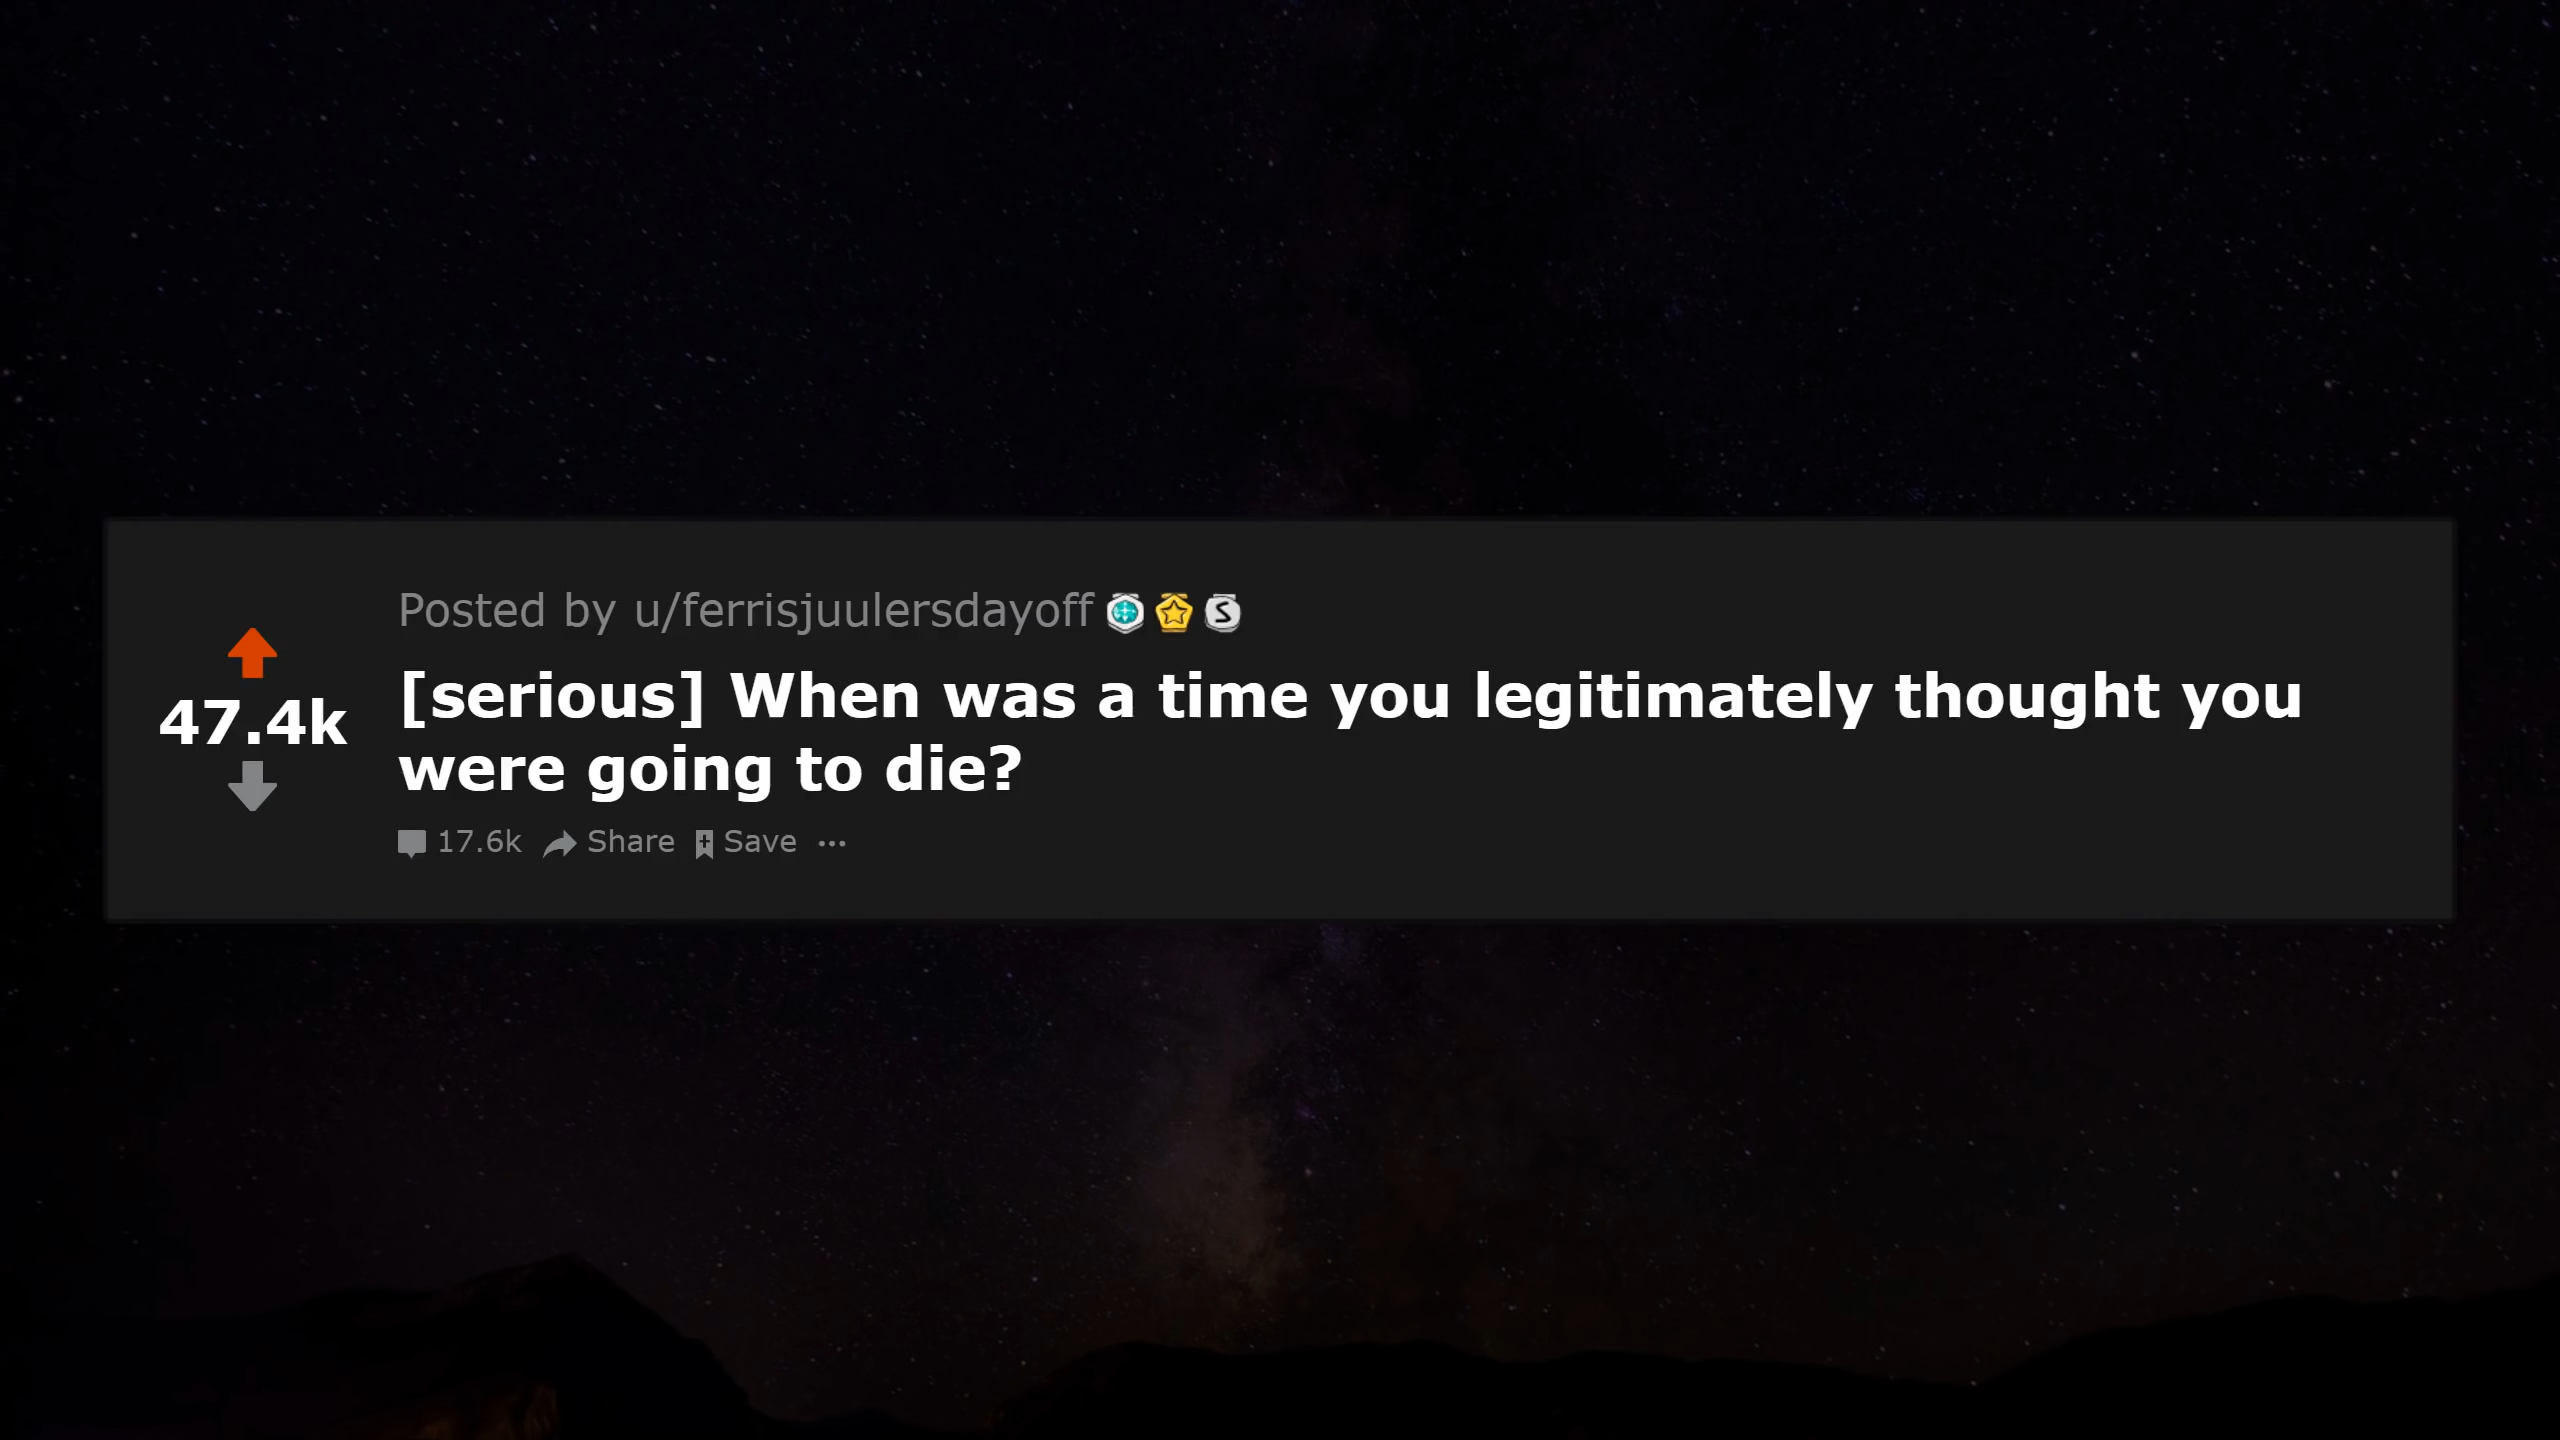 Posted by u/ferrisjuulersdayoff
[serious] When was a time you legitimately thought you
were going to die?
47.4k
17.6k Share Save ...